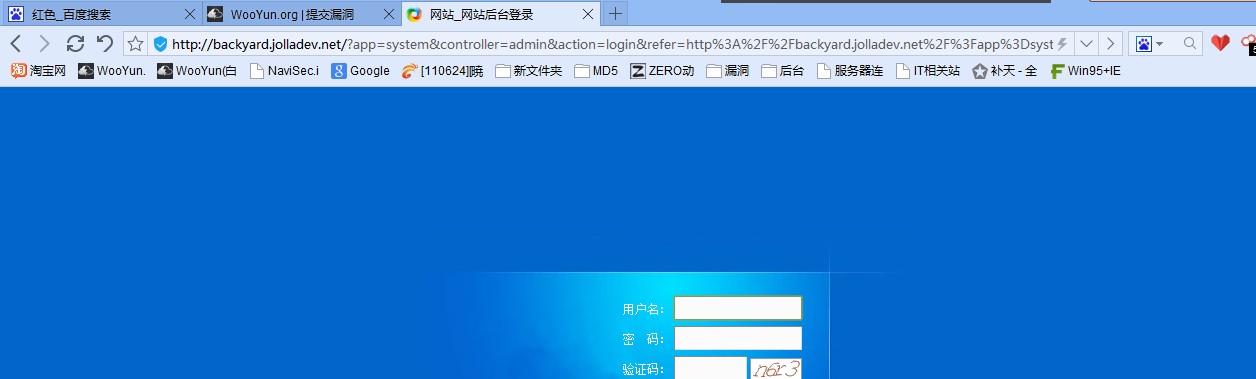 红色_百度搜索 WooYun.org | 提交漏洞 网站_网站后台登录
http://backyard.jolladev.net/?app=system&controller=admin&action=login&refer=http%3A%2F%2Fbackyard.jolladev.net%2F%3Fapp%3Dsyst
淘宝网 WooYun. WooYun(白 NaviSec.i Google [110624]曉 新文件夹 MD5 ZERO动 漏洞 后台 服务器连 IT相关站 补天 - 全 Win95+IE
用户名:
密 码:
验证码: n6r3